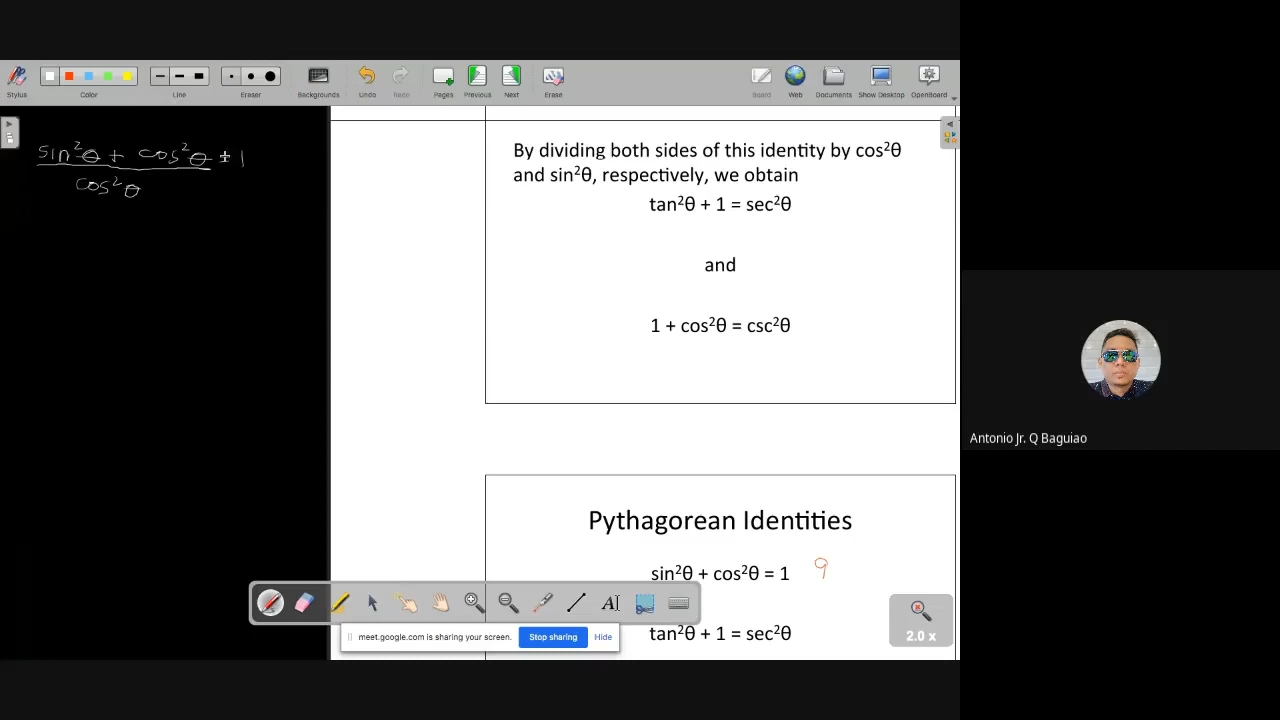 Stylus
Color
Line
Eraser
Backgrounds
Undo
Redo
Pages
Previous
Next
Erase
Board
Web
Documents
Show Desktop
OpenBoard
sin²θ + cos²θ = 1
cos²θ
By dividing both sides of this identity by cos²θ
and sin²θ, respectively, we obtain
tan²θ + 1 = sec²θ
and
1 + cos²θ = csc²θ
Antonio Jr. Q Baguiao
Pythagorean Identities
sin²θ + cos²θ = 1 9
meet.google.com is sharing your screen.
Stop sharing
Hide
tan²θ + 1 = sec²θ
2.0 x